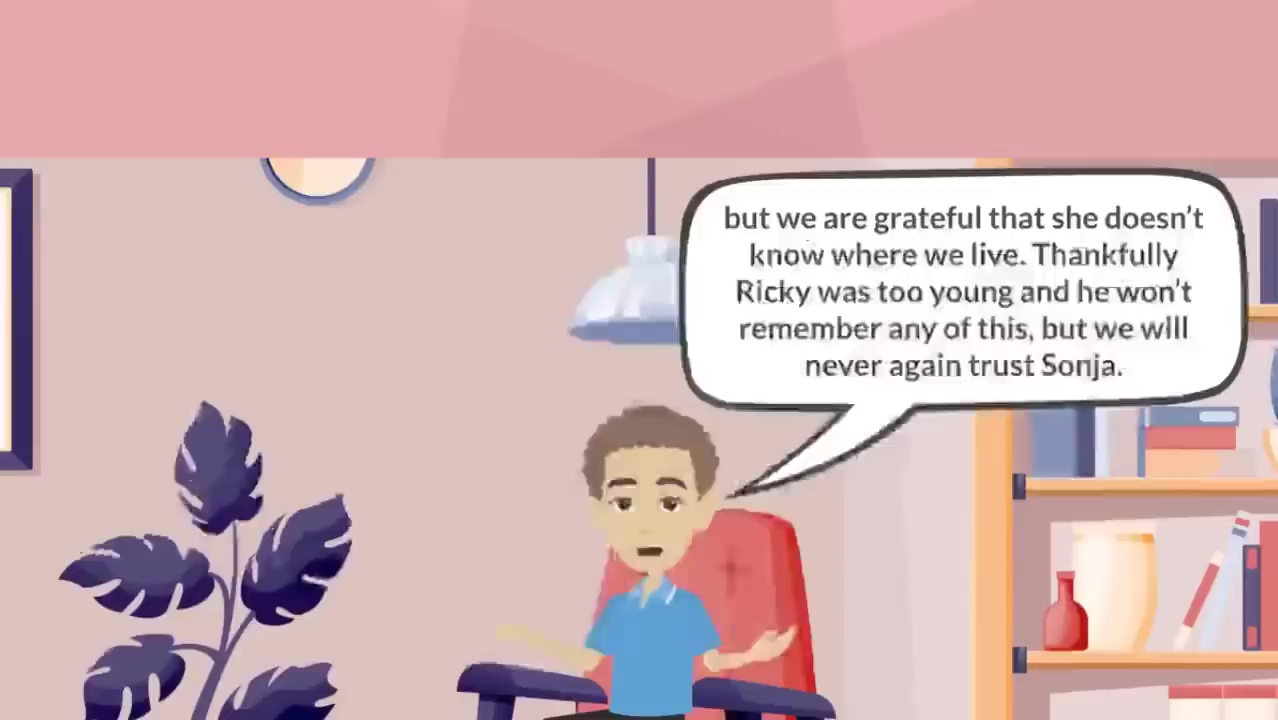 but we are grateful that she doesn't
know where we live. Thankfully
Ricky was too young and he won't
remember any of this, but we will
never again trust Sonja.